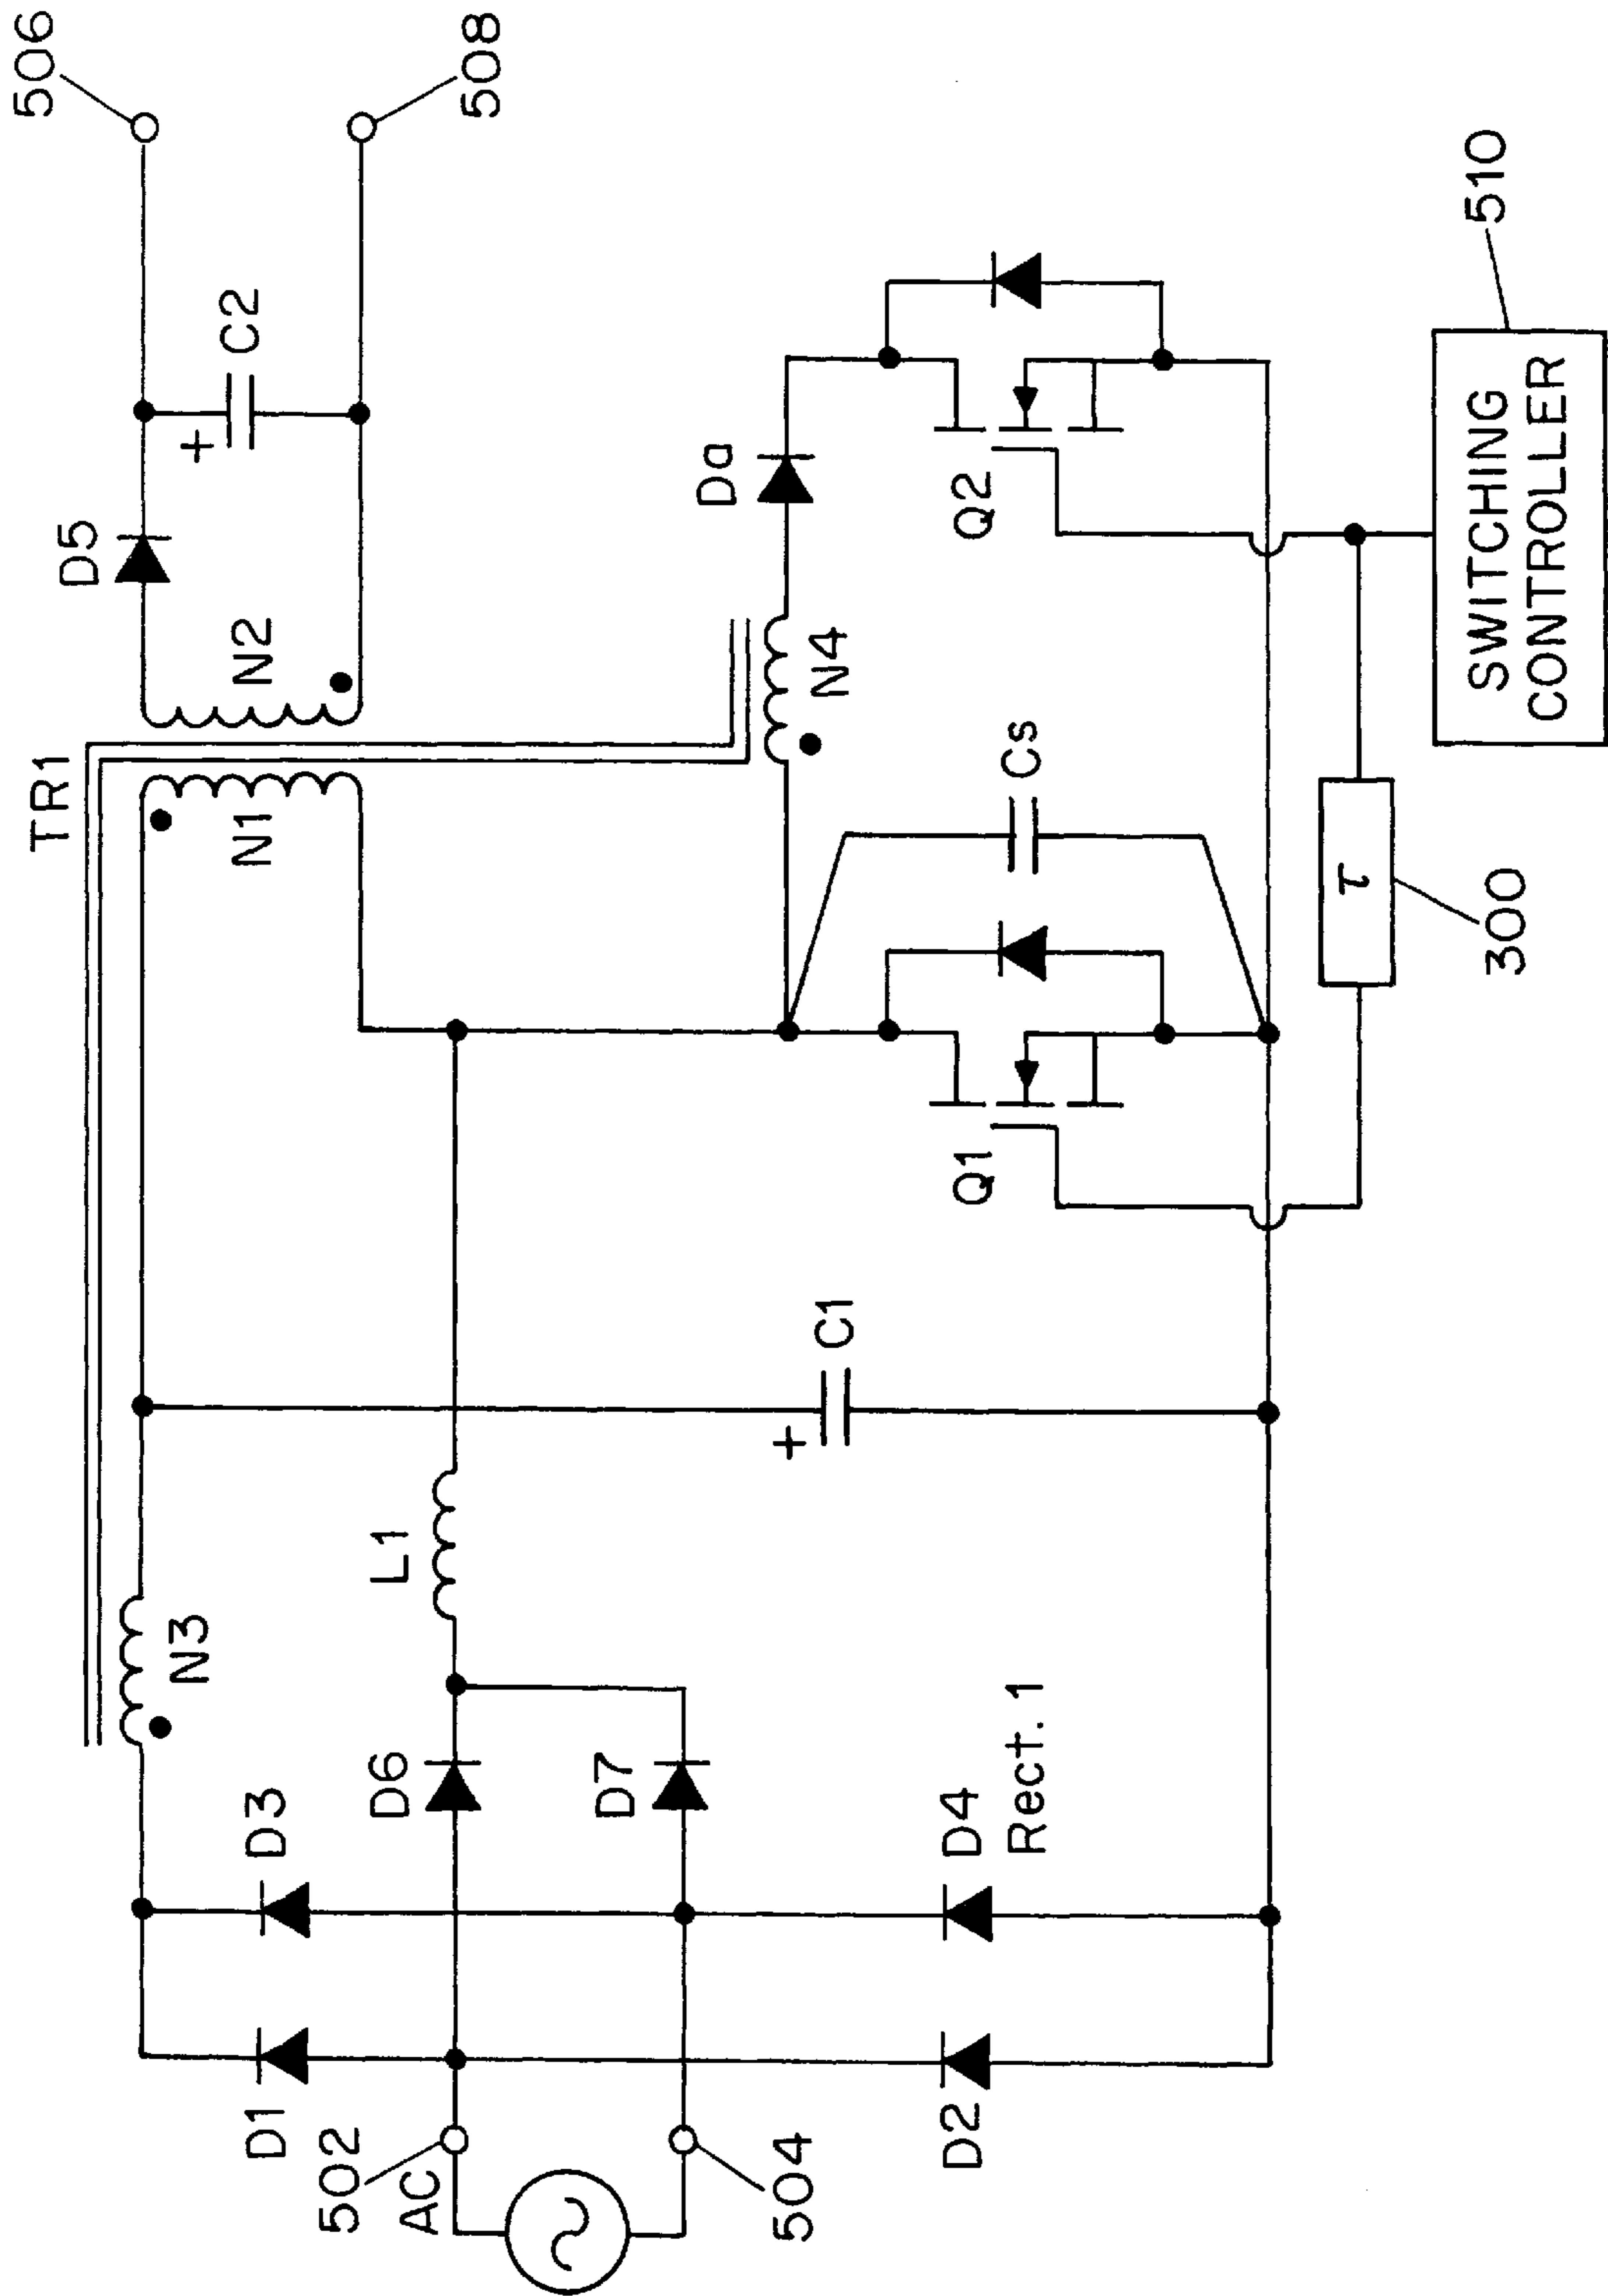 506
508
D5
C2
+
N2
TR1
N1
Da
N4
Q2
Cs
510
SWITCHING
CONTROLLER
τ
300
Q1
C1
+
L1
N3
D3
D6
D7
D4
Rect. 1
D1
502
AC
504
D2